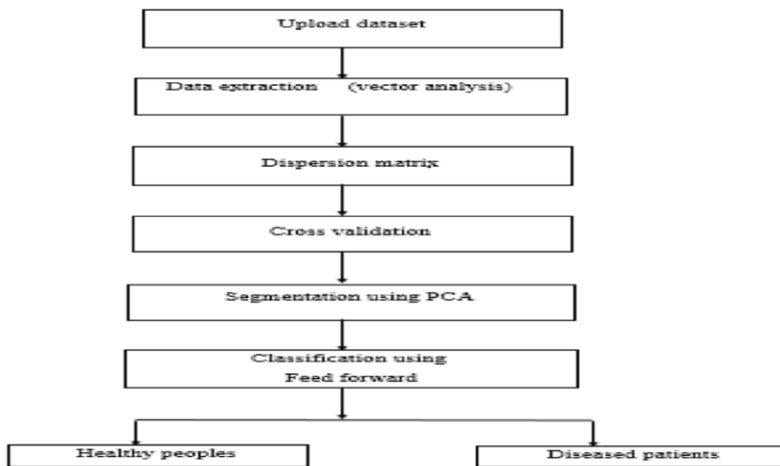 Upload dataset
Data extraction (vector analysis)
Dispersion matrix
Cross validation
Segmentation using PCA
Classification using
Feed forward
Healthy peoples
Diseased patients